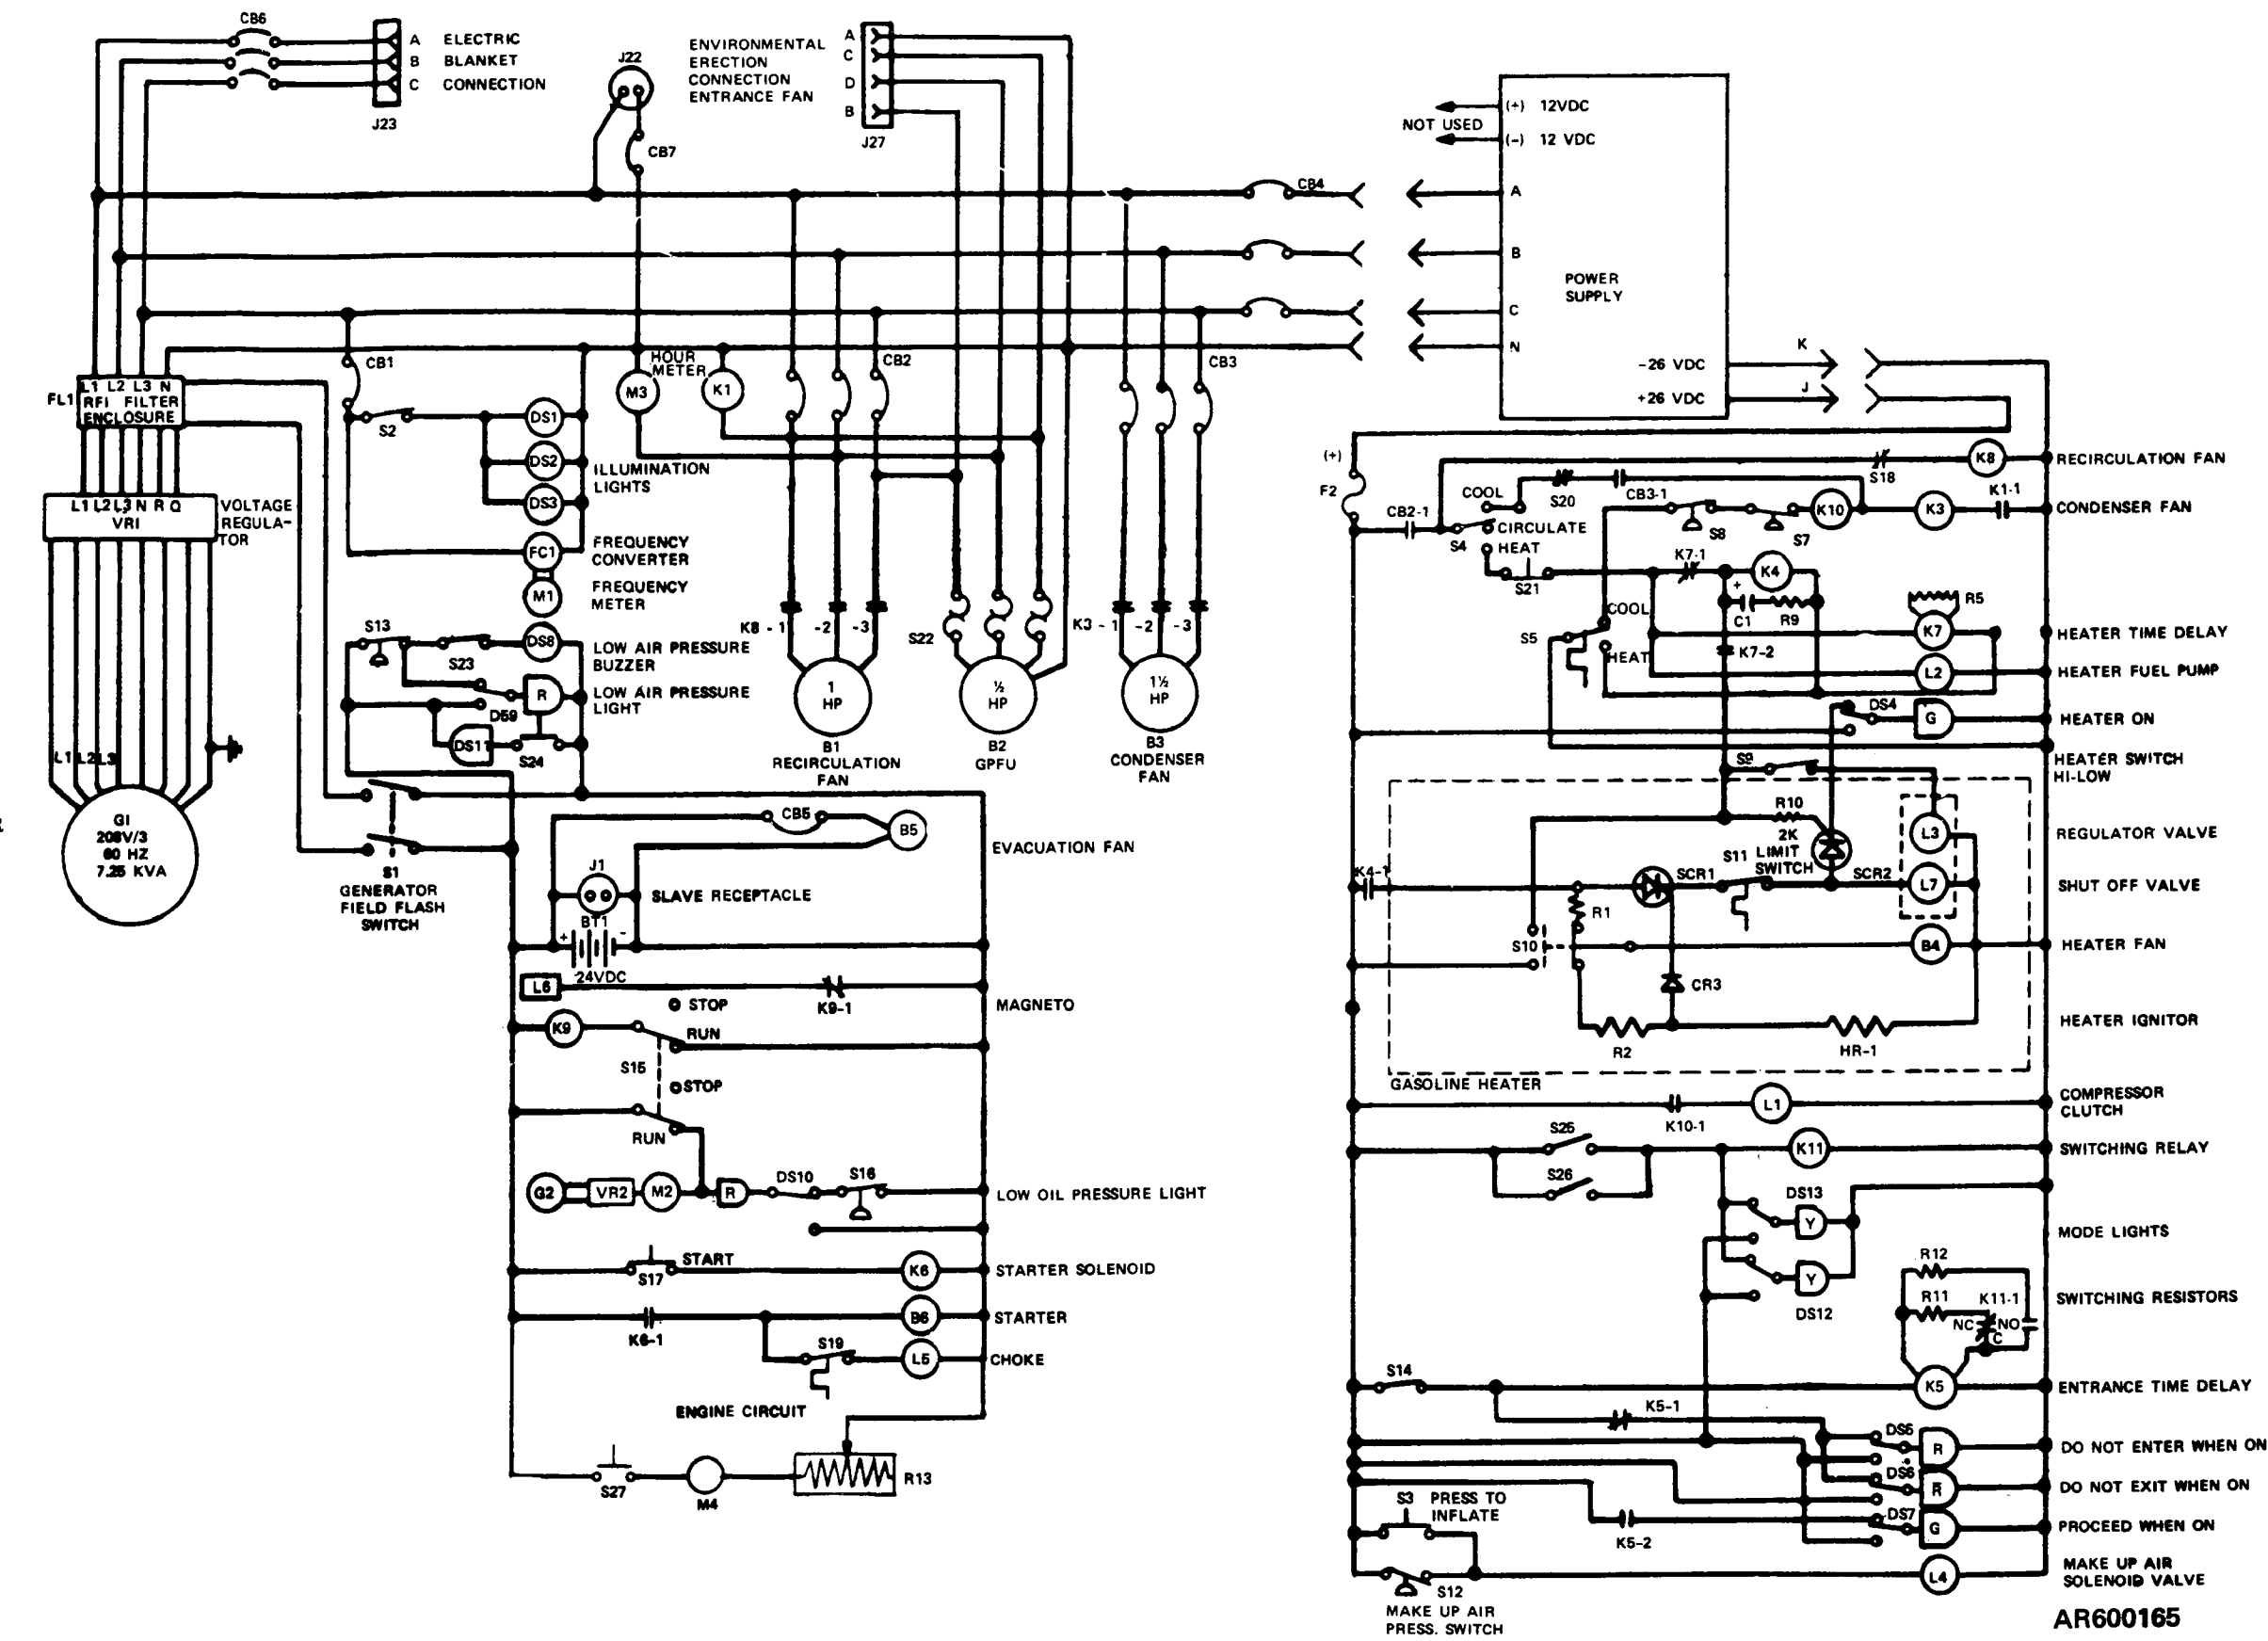 CB6
A ELECTRIC
B BLANKET
C CONNECTION
J23
J22
CB7
ENVIRONMENTAL
ERECTION
CONNECTION
ENTRANCE FAN
A
C
D
B
J27
(+) 12VDC
NOT USED
(-) 12 VDC
CB4
A
B
C
N
POWER
SUPPLY
-26 VDC
+26 VDC
K
J
CB1
HOUR
METER
M3
K1
CB2
CB3
FL1
L1 L2 L3 N
RFI FILTER
ENCLOSURE
S2
DS1
DS2
DS3
ILLUMINATION
LIGHTS
L1 L2 L3 N R Q
VRI
VOLTAGE
REGULA-
TOR
FC1
FREQUENCY
CONVERTER
M1
FREQUENCY
METER
S13
S23
DS8
LOW AIR PRESSURE
BUZZER
R
LOW AIR PRESSURE
LIGHT
D59
DS11
S24
L1 L2 L3
GI
208V/3
60 HZ
7.25 KVA
S1
GENERATOR
FIELD FLASH
SWITCH
K8 - 1 -2 -3
S22
K3 - 1 -2 -3
1
HP
B1
RECIRCULATION
FAN
½
HP
B2
GPFU
1½
HP
B3
CONDENSER
FAN
CB5
B5
EVACUATION FAN
J1
SLAVE RECEPTACLE
BT1
+ -
24VDC
L6
K9-1
MAGNETO
STOP
K9
RUN
S15
STOP
RUN
G2
VR2
M2
R
DS10
S16
LOW OIL PRESSURE LIGHT
START
S17
K6
STARTER SOLENOID
K6-1
B6
STARTER
S19
L5
CHOKE
ENGINE CIRCUIT
S27
M4
R13
(+)
F2
CB2-1
COOL
CIRCULATE
S4
HEAT
S20
CB3-1
S18
K8
RECIRCULATION FAN
S8
S7
K10
K3
K1-1
CONDENSER FAN
S21
K7-1
K4
+
C1
R9
COOL
S5
HEAT
R5
K7
HEATER TIME DELAY
K7-2
L2
HEATER FUEL PUMP
DS4
G
HEATER ON
HEATER SWITCH
HI-LOW
S9
R10
2K
L3
REGULATOR VALVE
K4-1
SCR1
S11 LIMIT
SWITCH
SCR2
L7
SHUT OFF VALVE
R1
S10
B4
HEATER FAN
CR3
R2
HR-1
HEATER IGNITOR
GASOLINE HEATER
K10-1
L1
COMPRESSOR
CLUTCH
S25
S26
K11
SWITCHING RELAY
DS13
Y
MODE LIGHTS
Y
DS12
R12
R11
K11-1
NC
NO
C
SWITCHING RESISTORS
S14
K5
ENTRANCE TIME DELAY
K5-1
DS5
R
DO NOT ENTER WHEN ON
DS6
R
DO NOT EXIT WHEN ON
S3 PRESS TO
INFLATE
K5-2
DS7
G
PROCEED WHEN ON
S12
MAKE UP AIR
PRESS. SWITCH
L4
MAKE UP AIR
SOLENOID VALVE
AR600165